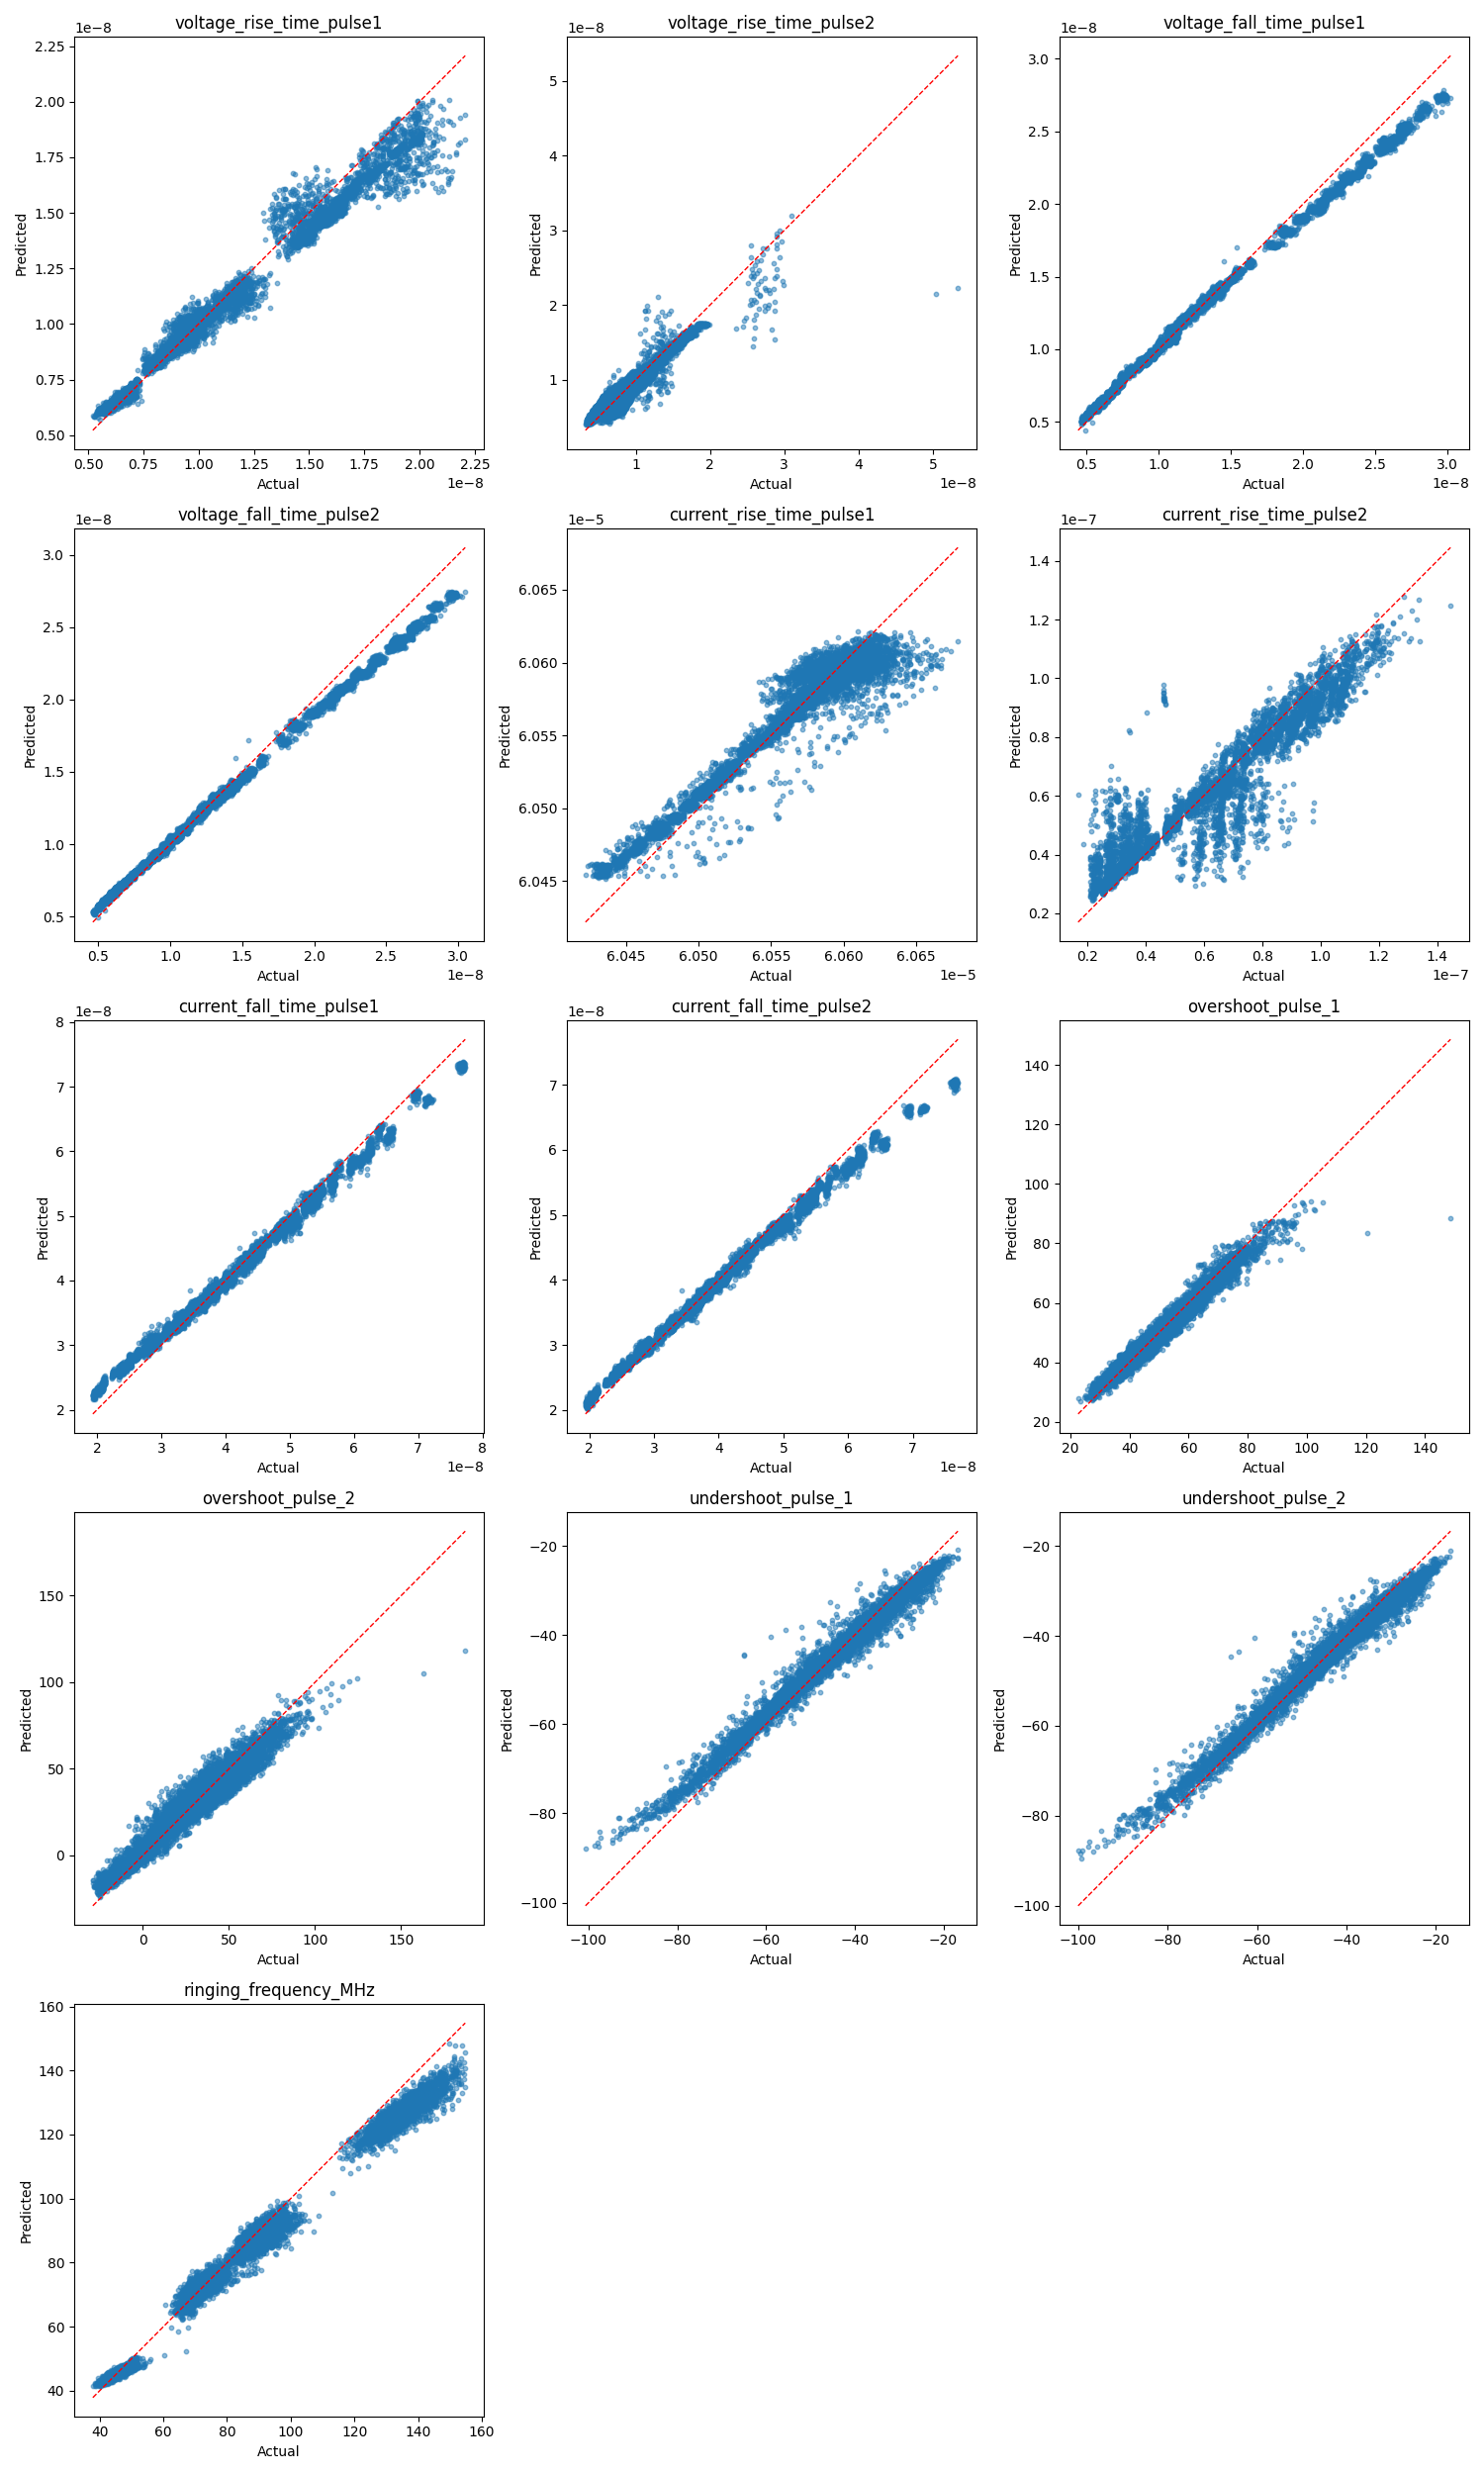 voltage_rise_time_pulse1 voltage_rise_time_pulse2 voltage_fall_time_pulse1
1e−8 1e−8 1e−8
2.25 2.00 1.75 1.50 1.25 1.00 0.75 0.50
Predicted
0.50 0.75 1.00 1.25 1.50 1.75 2.00 2.25
Actual 1e−8
5 4 3 2 1
Predicted
1 2 3 4 5
Actual 1e−8
3.0 2.5 2.0 1.5 1.0 0.5
Predicted
0.5 1.0 1.5 2.0 2.5 3.0
Actual 1e−8
voltage_fall_time_pulse2 current_rise_time_pulse1 current_rise_time_pulse2
1e−8 1e−5 1e−7
3.0 2.5 2.0 1.5 1.0 0.5
Predicted
0.5 1.0 1.5 2.0 2.5 3.0
Actual 1e−8
6.065 6.060 6.055 6.050 6.045
Predicted
6.045 6.050 6.055 6.060 6.065
Actual 1e−5
1.4 1.2 1.0 0.8 0.6 0.4 0.2
Predicted
0.2 0.4 0.6 0.8 1.0 1.2 1.4
Actual 1e−7
current_fall_time_pulse1 current_fall_time_pulse2 overshoot_pulse_1
1e−8 1e−8
8 7 6 5 4 3 2
Predicted
2 3 4 5 6 7 8
Actual 1e−8
7 6 5 4 3 2
Predicted
2 3 4 5 6 7
Actual 1e−8
140 120 100 80 60 40 20
Predicted
20 40 60 80 100 120 140
Actual
overshoot_pulse_2 undershoot_pulse_1 undershoot_pulse_2
150 100 50 0
Predicted
0 50 100 150
Actual
−20 −40 −60 −80 −100
Predicted
−100 −80 −60 −40 −20
Actual
−20 −40 −60 −80 −100
Predicted
−100 −80 −60 −40 −20
Actual
ringing_frequency_MHz
160 140 120 100 80 60 40
Predicted
40 60 80 100 120 140 160
Actual